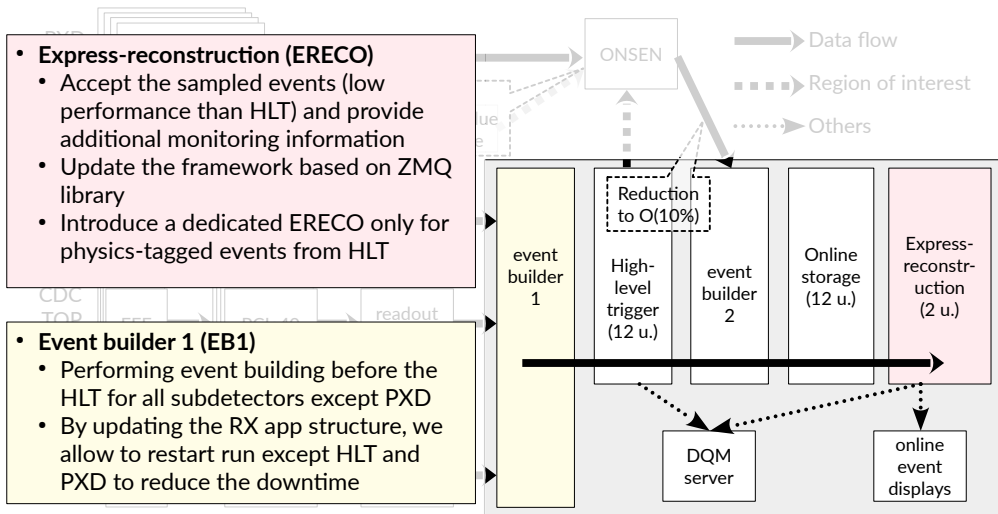 • Express-reconstruction (ERECO)
• Accept the sampled events (low
performance than HLT) and provide
additional monitoring information
• Update the framework based on ZMQ
library
• Introduce a dedicated ERECO only for
physics-tagged events from HLT
CDC
TOP
readout
• Event builder 1 (EB1)
• Performing event building before the
HLT for all subdetectors except PXD
• By updating the RX app structure, we
allow to restart run except HLT and
PXD to reduce the downtime
ONSEN
Data flow
Region of interest
Others
Reduction
to O(10%)
event
builder
1
High-
level
trigger
(12 u.)
event
builder
2
Online
storage
(12 u.)
Express-
reconstr-
uction
(2 u.)
DQM
server
online
event
displays